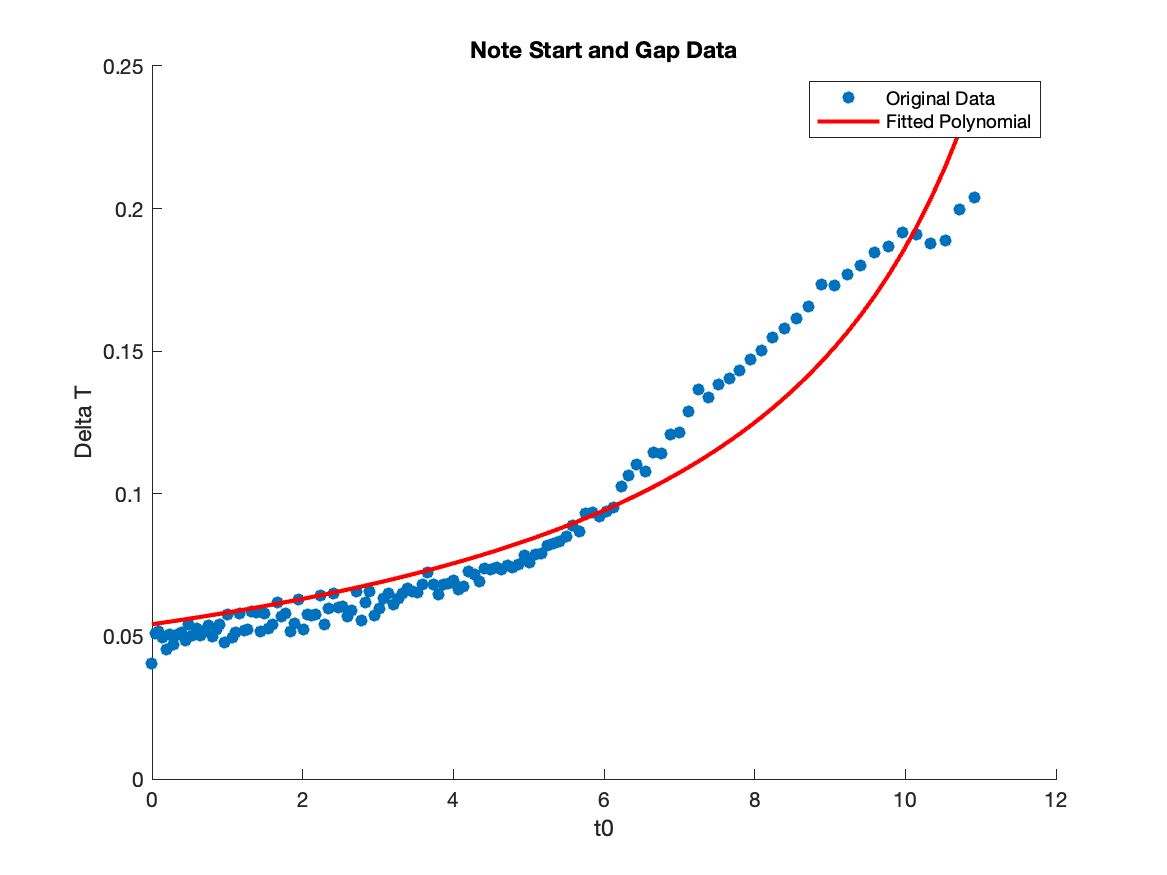 Note Start and Gap Data
0.25
Original Data
Fitted Polynomial
0.2
0.15
Delta T
0.1
0.05
0
0 2 4 6 8 10 12
t0